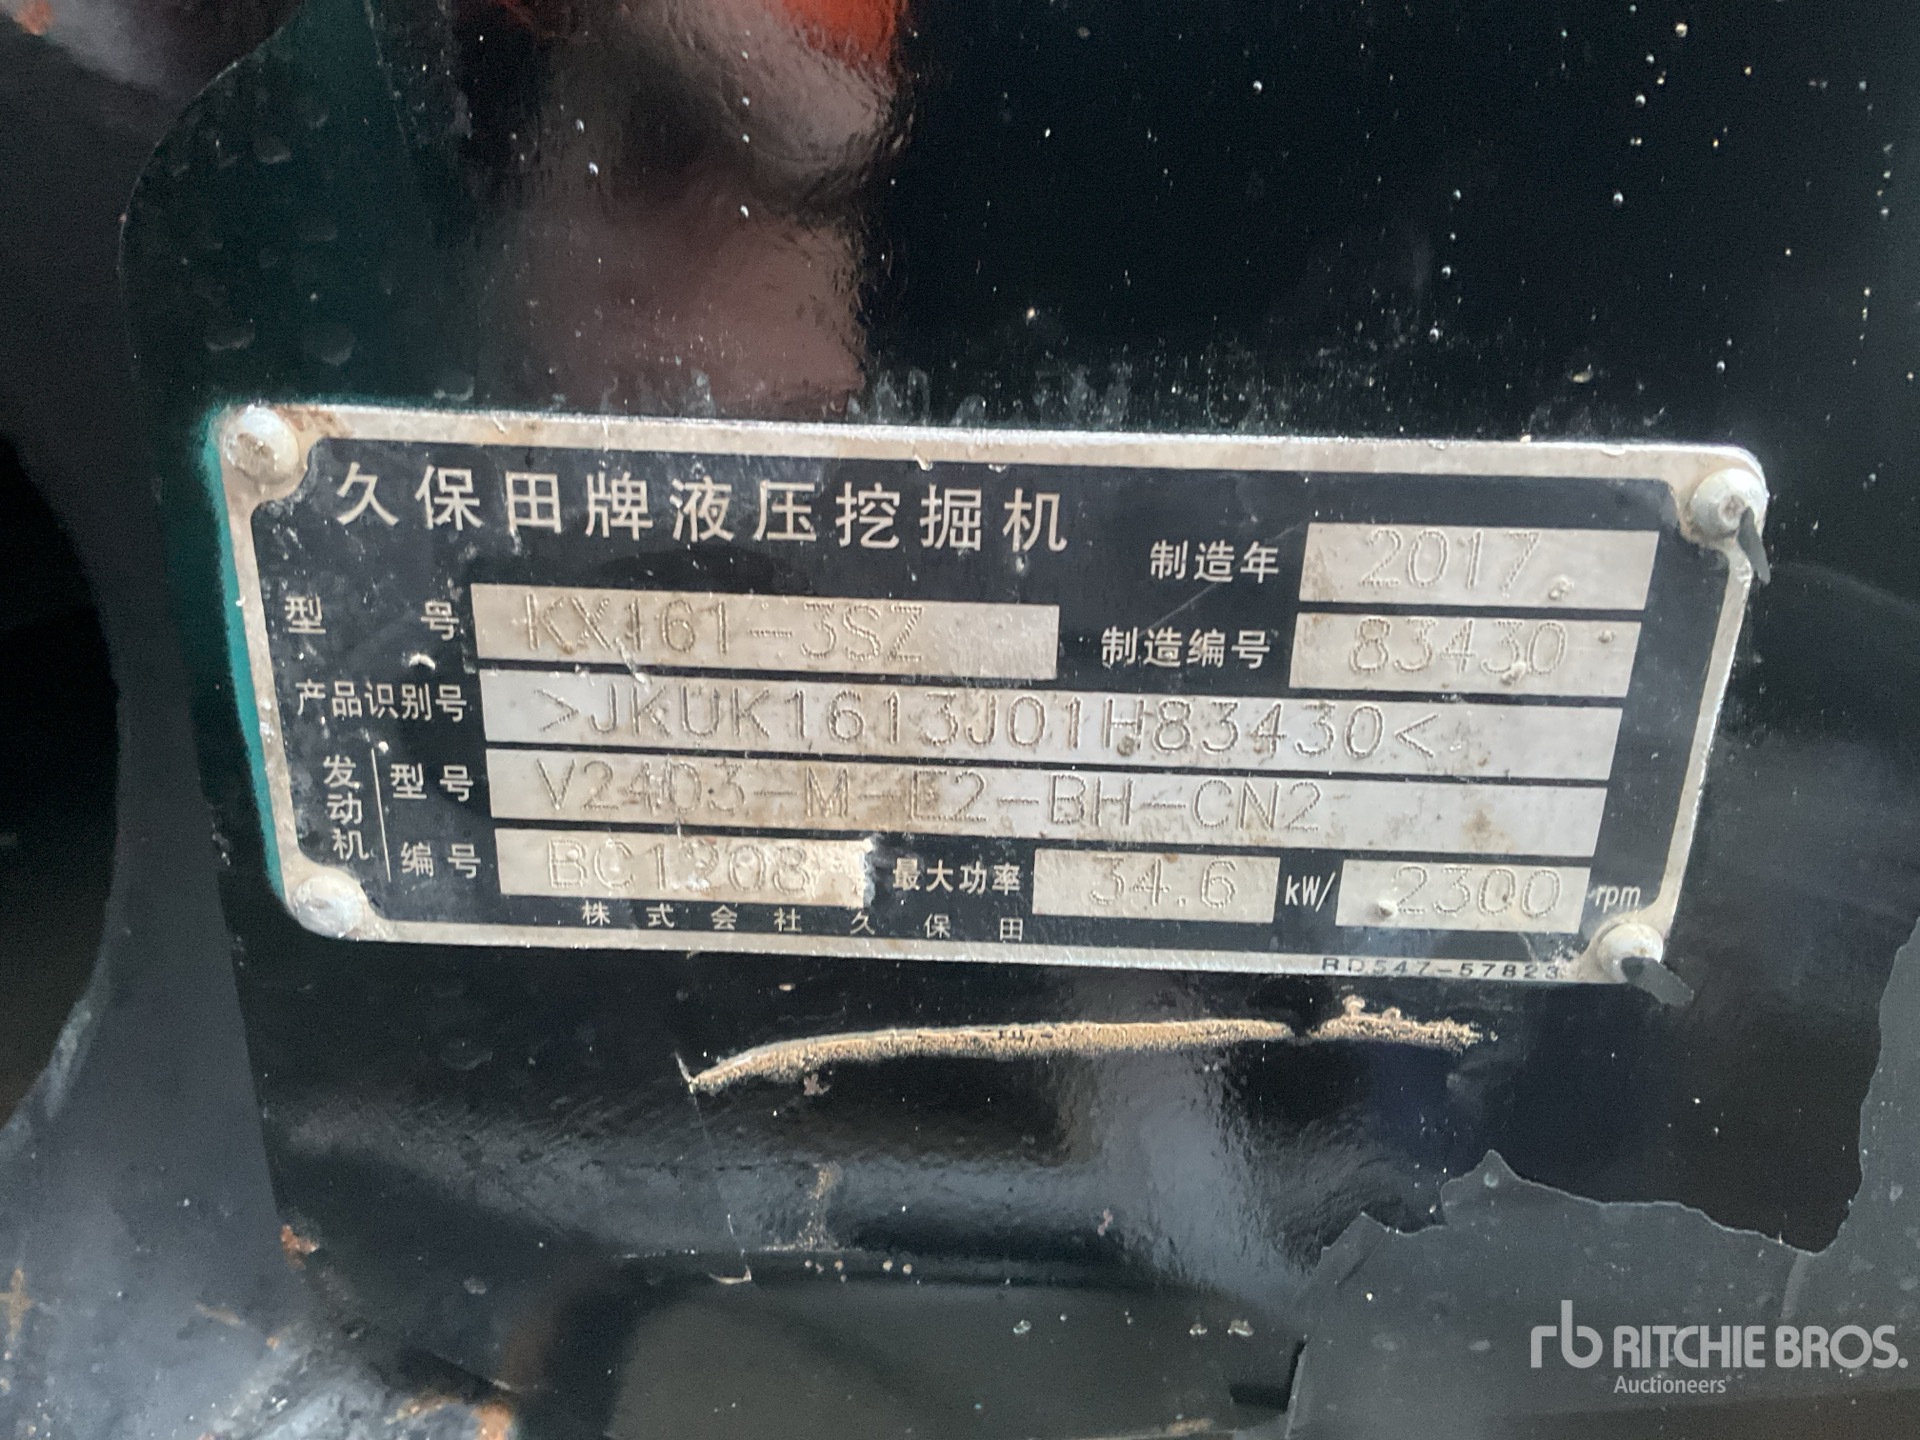 久保田牌液压挖掘机
制造年 2017
型号 KX161-3SZ
制造编号 83430
产品识别号 >JKUK1613J01H83430<
发动机 型号 V2403-M-E2-BH-CN2
编号 BC1208 最大功率 34.6 kW/ 2300 rpm
株式会社久保田
RD547-57823
rb RITCHIE BROS.
Auctioneers